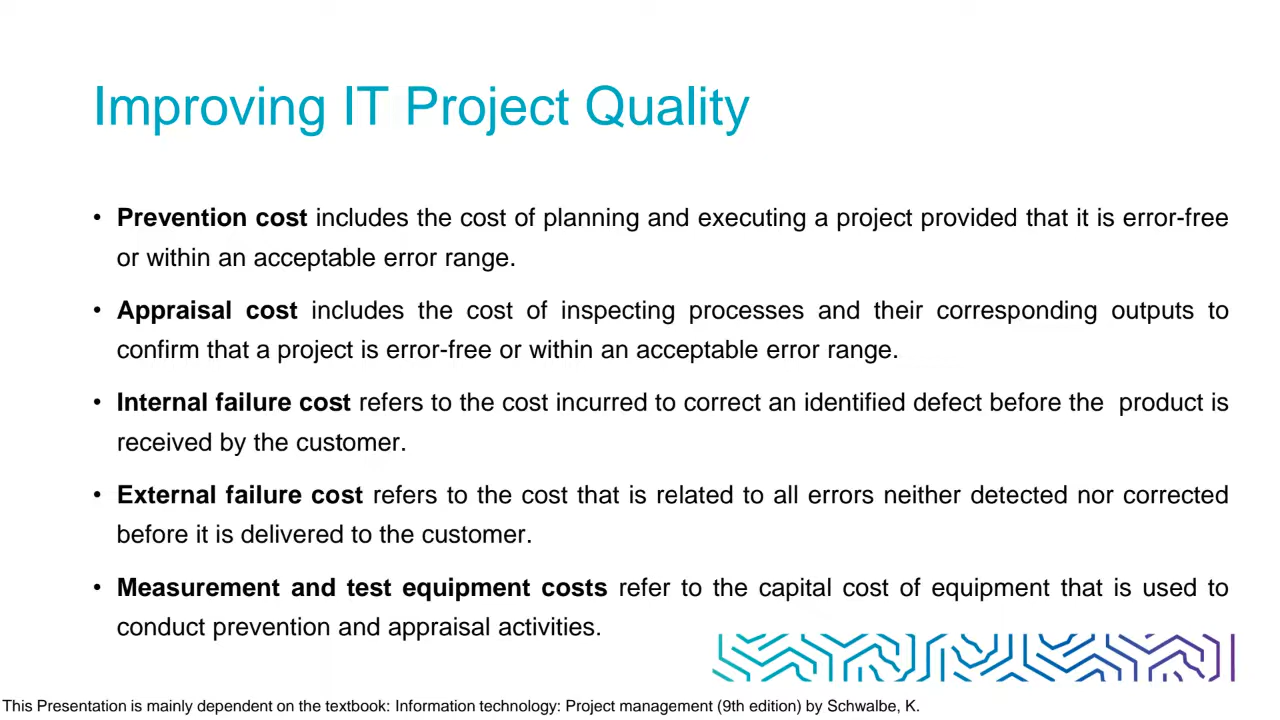 Improving IT Project Quality
• Prevention cost includes the cost of planning and executing a project provided that it is error-free
or within an acceptable error range.
• Appraisal cost includes the cost of inspecting processes and their corresponding outputs to
confirm that a project is error-free or within an acceptable error range.
• Internal failure cost refers to the cost incurred to correct an identified defect before the  product is
received by the customer.
• External failure cost refers to the cost that is related to all errors neither detected nor corrected
before it is delivered to the customer.
• Measurement and test equipment costs refer to the capital cost of equipment that is used to
conduct prevention and appraisal activities.
This Presentation is mainly dependent on the textbook: Information technology: Project management (9th edition) by Schwalbe, K.